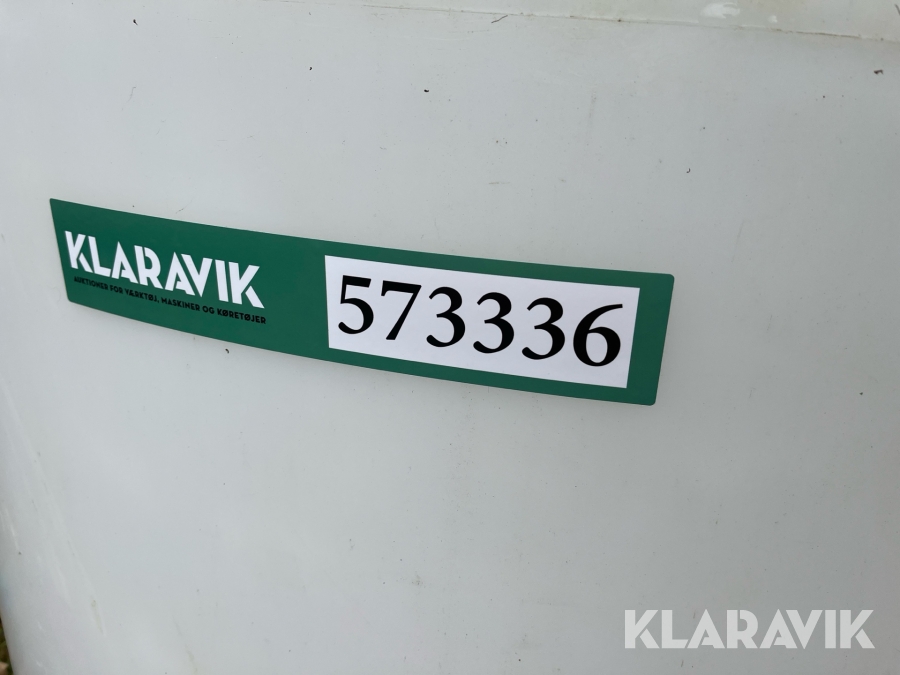 KLARAVIK
AUKTIONER FOR VÆRKTØJ, MASKINER OG KØRETØJER
573336
KLARAVIK